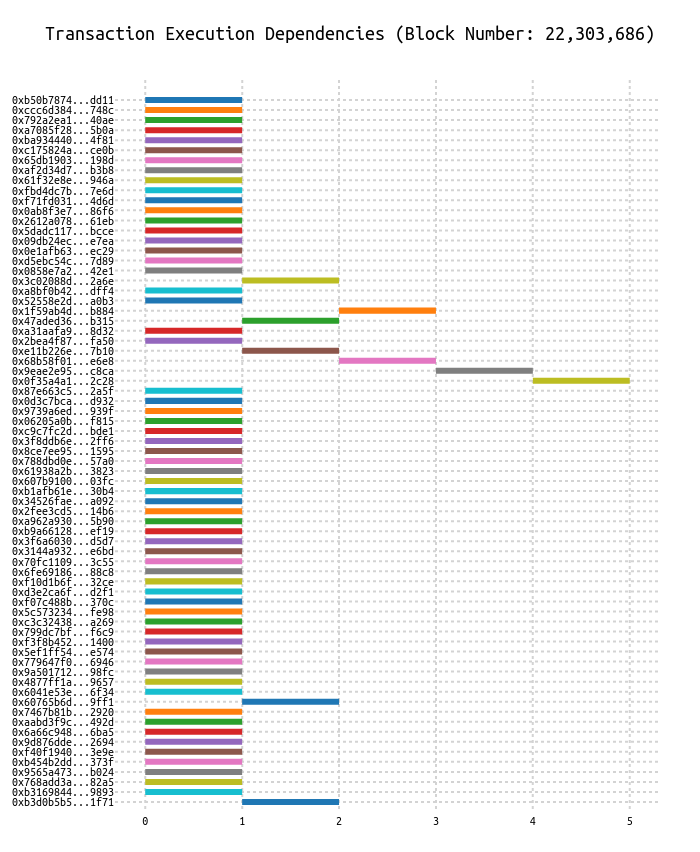 Transaction Execution Dependencies (Block Number: 22,303,686)
0xb50b7874...dd11
0xccc6d384...748c
0x792a2ea1...40ae
0xa7085f28...5b0a
0xba934440...4f81
0xc175824a...ce0b
0x65db1903...198d
0xaf2d34d7...b3b8
0x61f32e8e...946a
0xfbd4dc7b...7e6d
0xf71fd031...4d6d
0x0ab8f3e7...86f6
0x2612a078...61eb
0x5dadc117...bcce
0x09db24ec...e7ea
0x0e1afb63...ec29
0xd5ebc54c...7d89
0x0858e7a2...42e1
0x3c02088d...2a6e
0xa8bf0b42...dff4
0x52558e2d...a0b3
0x1f59ab4d...b884
0x47aded36...b315
0xa31aafa9...8d32
0x2bea4f87...fa50
0xe11b226e...7b10
0x68b58f01...e6e8
0x9eae2e95...c8ca
0x0f35a4a1...2c28
0x87e663c5...2a5f
0x0d3c7bca...d932
0x9739a6ed...939f
0x06205a0b...f815
0xc9c7fc2d...bde1
0x3f8ddb6e...2ff6
0x8ce7ee95...1595
0x788dbd0e...57a0
0x61938a2b...3823
0x607b9100...03fc
0xb1afb61e...30b4
0x34526fae...a092
0x2fee3cd5...14b6
0xa962a930...5b90
0xb9a66128...ef19
0x3f6a6030...d5d7
0x3144a932...e6bd
0x70fc1109...3c55
0x6fe69186...88c8
0xf10d1b6f...32ce
0xd3e2ca6f...d2f1
0xf07c488b...370c
0x5c573234...fe98
0xc3c32438...a269
0x799dc7bf...f6c9
0xf3f8b452...1400
0x5ef1ff54...e574
0x779647f0...6946
0x9a501712...98fc
0x4877ff1a...9657
0x6041e53e...6f34
0x60765b6d...9ff1
0x7467b81b...2920
0xaabd3f9c...492d
0x6a66c948...6ba5
0x9d876dde...2694
0xf40f1940...3e9e
0xb454b2dd...373f
0x9565a473...b024
0x768add3a...82a5
0xb3169844...9893
0xb3d0b5b5...1f71
0 1 2 3 4 5